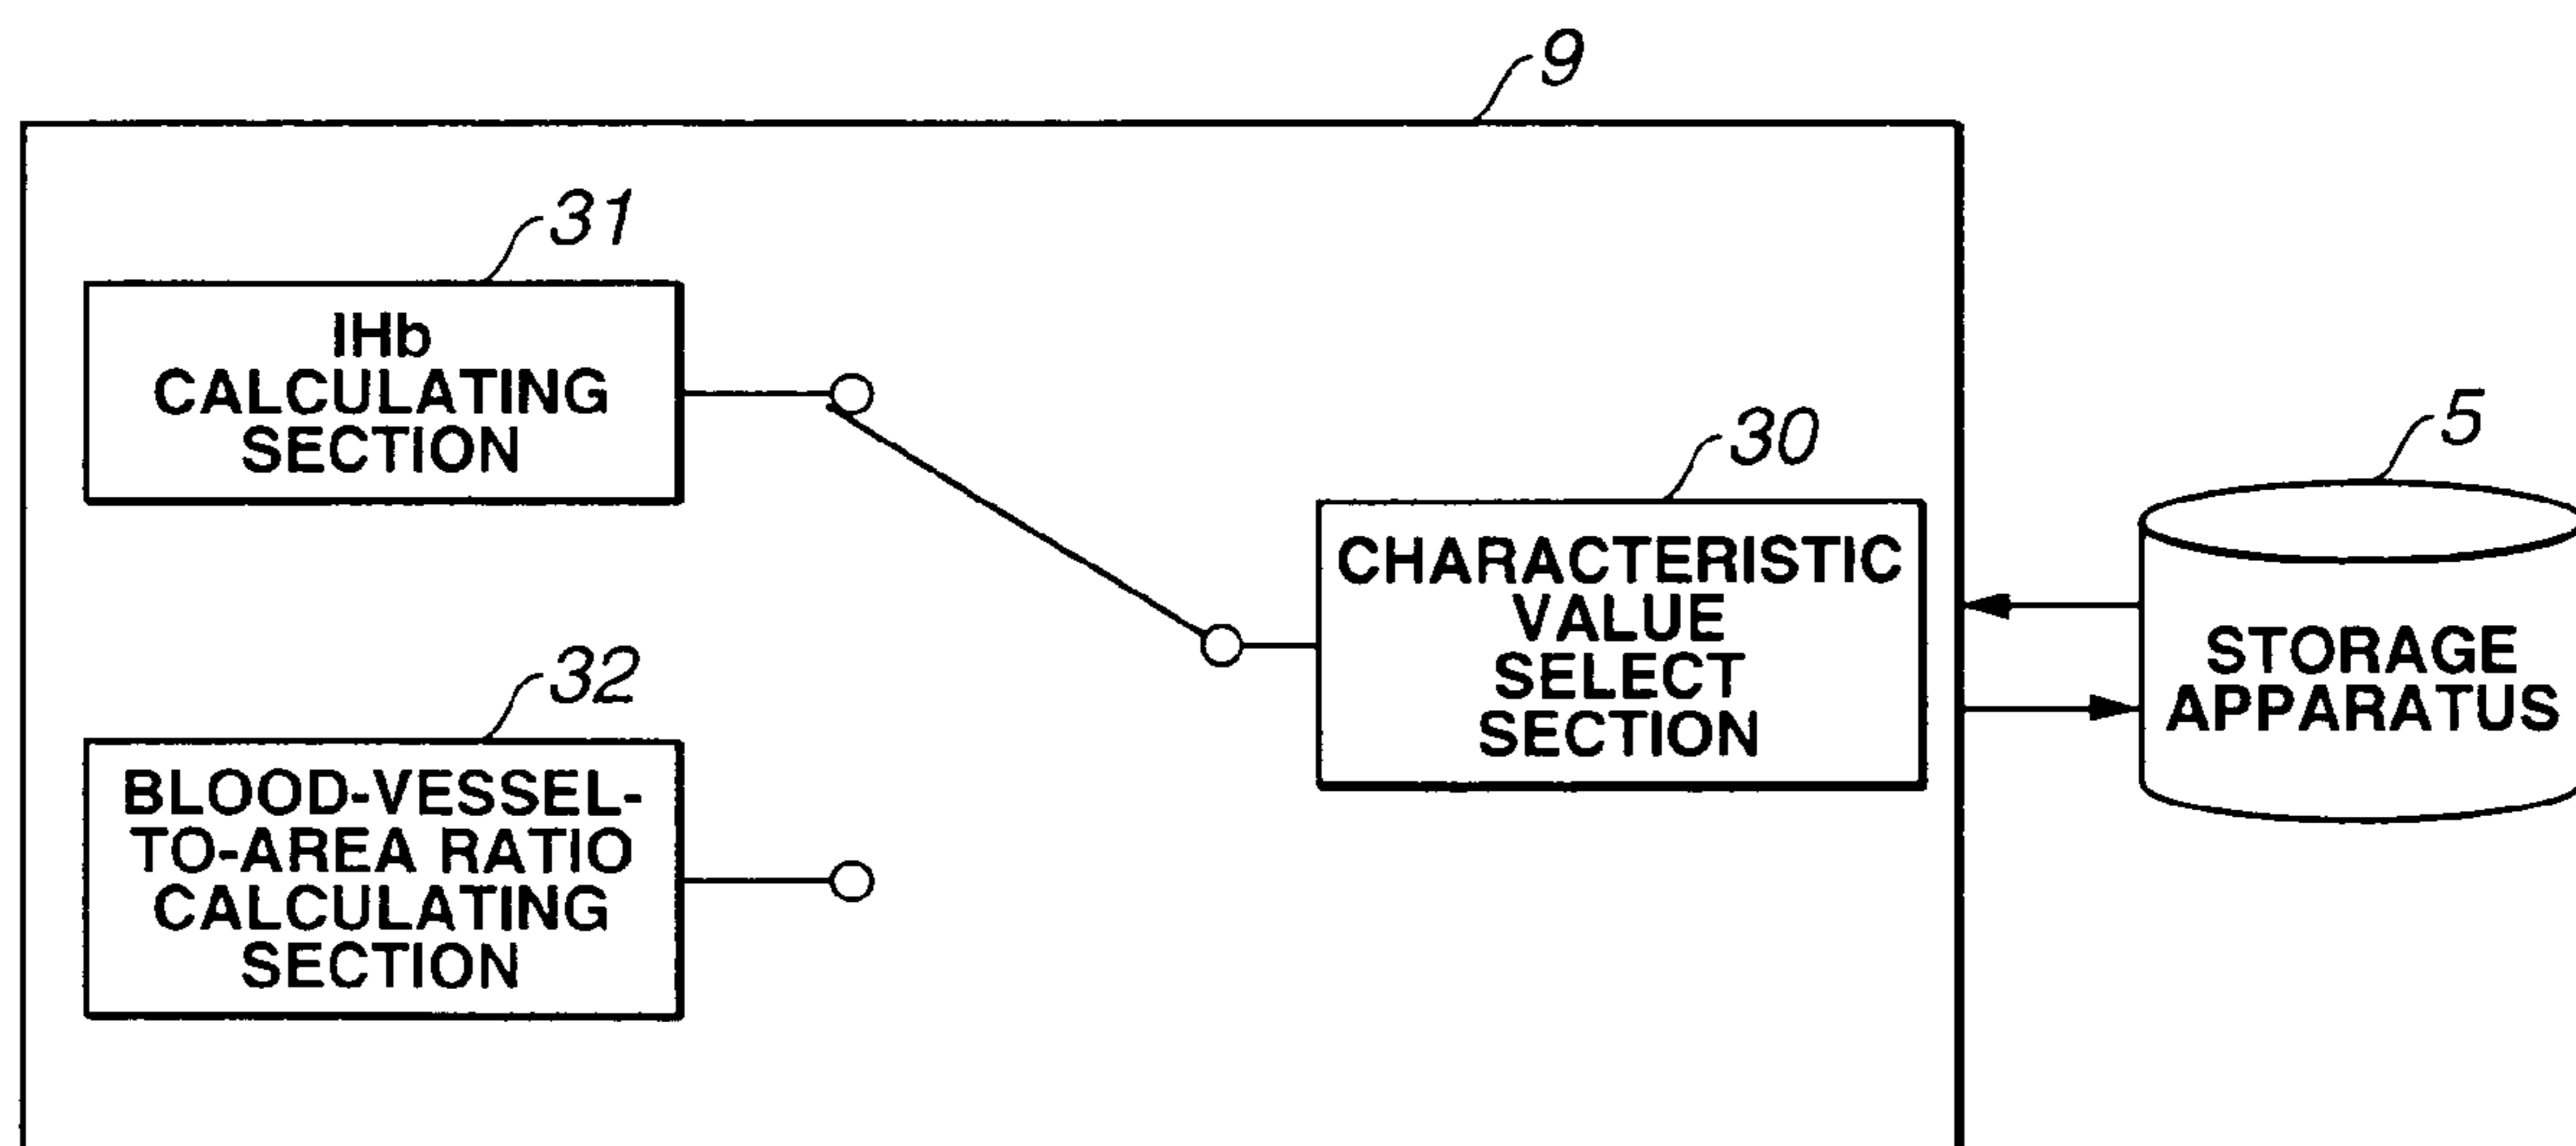 9
31
IHb
CALCULATING
SECTION
30
CHARACTERISTIC
VALUE
SELECT
SECTION
5
STORAGE
APPARATUS
32
BLOOD-VESSEL-
TO-AREA RATIO
CALCULATING
SECTION